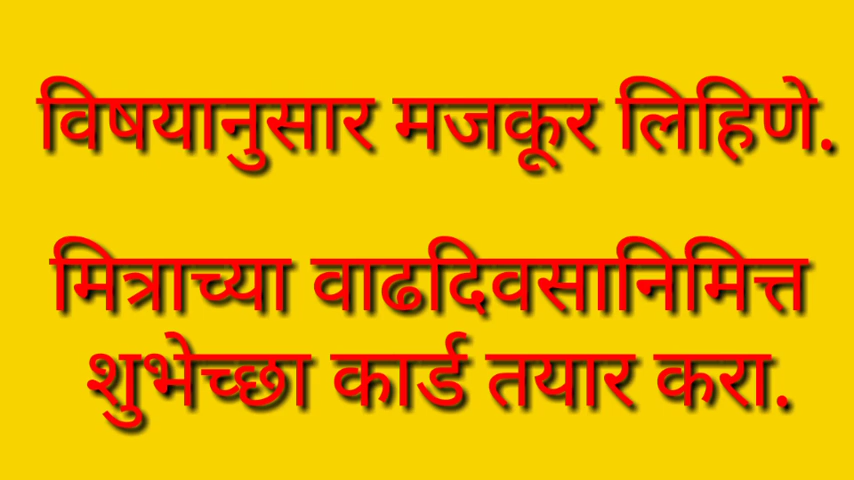 विषयानुसार मजकूर लिहिणे.
मित्राच्या वाढदिवसानिमित्त
शुभेच्छा कार्ड तयार करा.